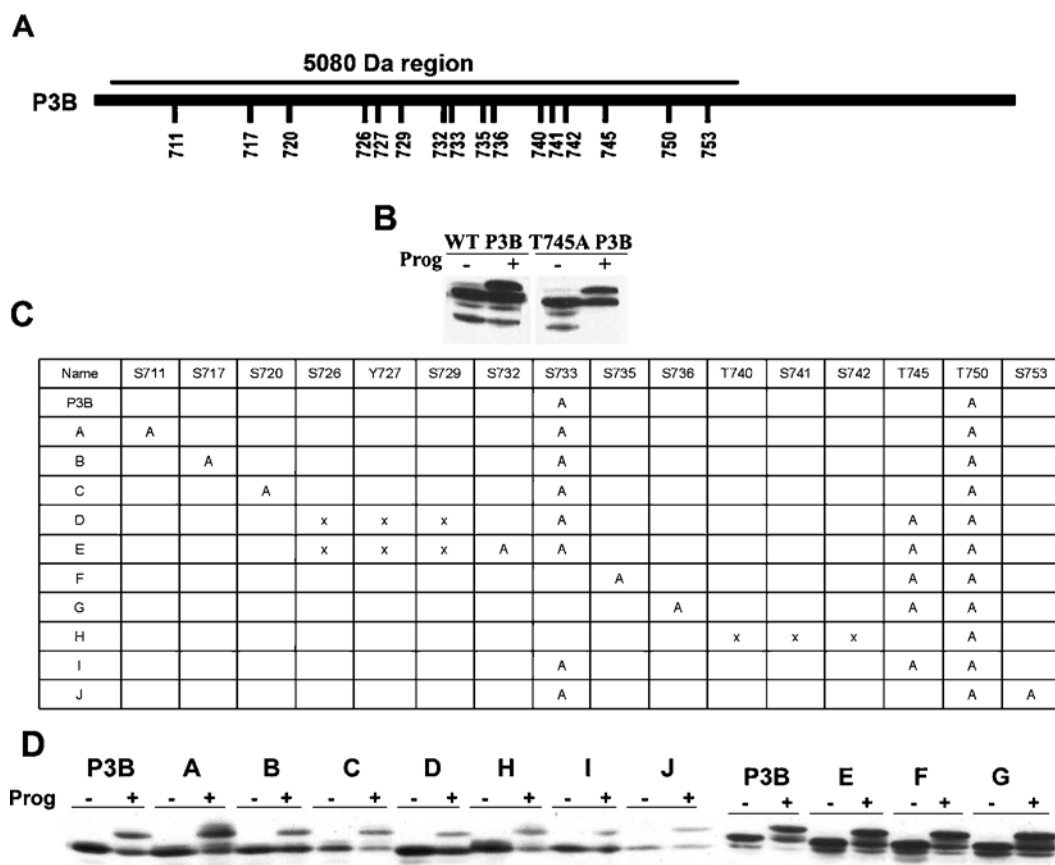 A
5080 Da region
P3B
711 717 720 726 727 729 732 733 735 736 740 741 742 745 750 753
B
WT P3B T745A P3B
Prog - + - +
C
Name S711 S717 S720 S726 Y727 S729 S732 S733 S735 S736 T740 S741 S742 T745 T750 S753
P3B A A
A A A A
B A A A
C A A A
D x x x A A A
E x x x A A A A
F A A A
G A A A
H x x x A
I A A A
J A A A
D
P3B A B C D H I J P3B E F G
Prog - + - + - + - + - + - + - + - + - + - + - + - +